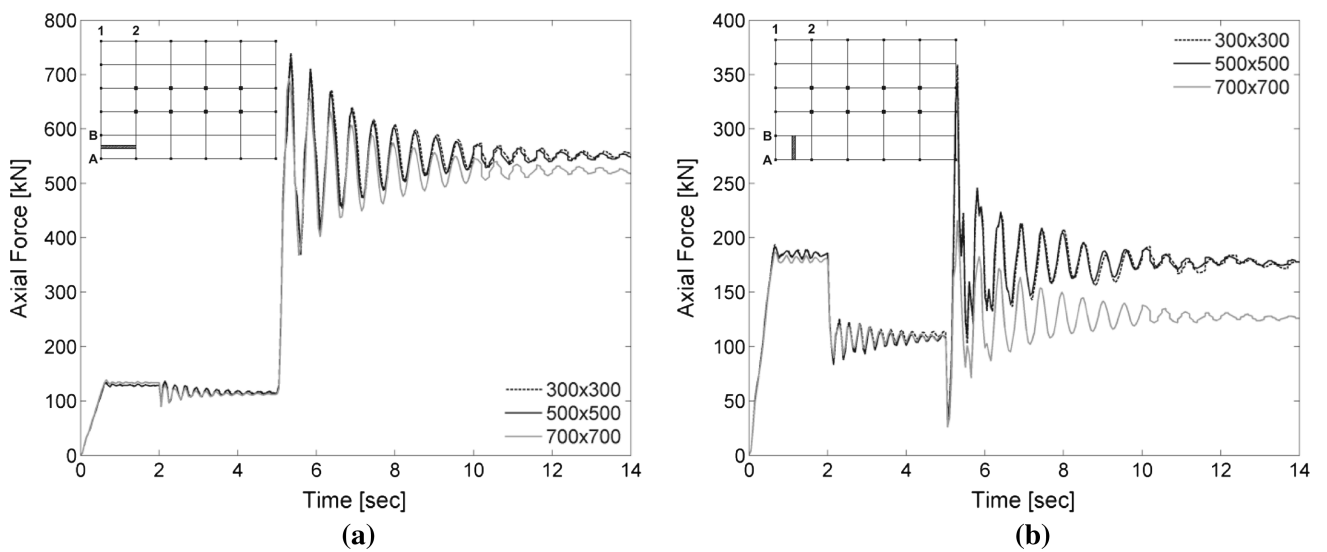 800
700
600
500
400
300
200
100
0
Axial Force [kN]
1 2
B
A
300x300
500x500
700x700
0 2 4 6 8 10 12 14
Time [sec]
(a)
400
350
300
250
200
150
100
50
0
Axial Force [kN]
1 2
B
A
300x300
500x500
700x700
0 2 4 6 8 10 12 14
Time [sec]
(b)